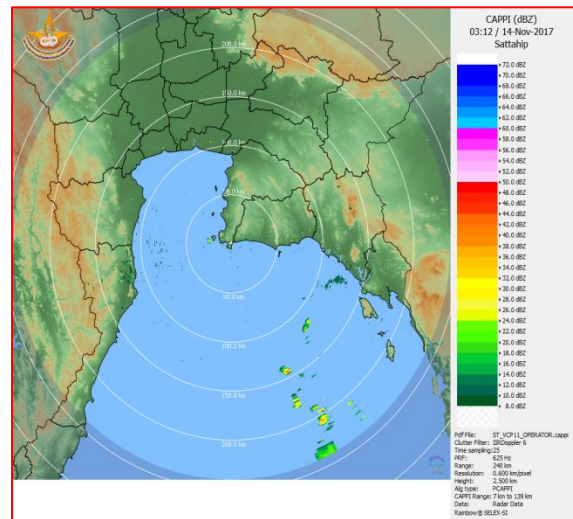 CAPPI (dBZ)
03:12 / 14-Nov-2017
Sattahip
72.0 dBZ
70.0 dBZ
68.0 dBZ
66.0 dBZ
64.0 dBZ
62.0 dBZ
60.0 dBZ
58.0 dBZ
56.0 dBZ
54.0 dBZ
52.0 dBZ
50.0 dBZ
48.0 dBZ
46.0 dBZ
44.0 dBZ
42.0 dBZ
40.0 dBZ
38.0 dBZ
36.0 dBZ
34.0 dBZ
32.0 dBZ
30.0 dBZ
28.0 dBZ
26.0 dBZ
24.0 dBZ
22.0 dBZ
20.0 dBZ
18.0 dBZ
16.0 dBZ
14.0 dBZ
12.0 dBZ
10.0 dBZ
8.0 dBZ
Pdf File: ST_VCP11_OPERATOR.cappi
Clutter Filter: IIRDoppler 6
Time sampling:25
PRF: 625 Hz
Range: 240 km
Resolution: 0.600 km/pixel
Height: 2.500 km
Alg type: PCAPPI
CAPPI Range: 7 km to 139 km
Data: Radar Data
Rainbow® SELEX-SI
200.0 km
150.0 km
50.0 km
100.0 km
150.0 km
200.0 km